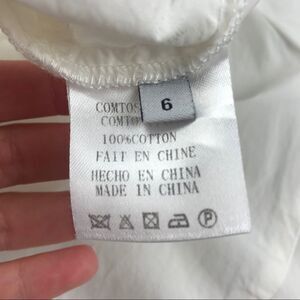 COMTOS
COMTO
6
100%COTTON
FAIT EN CHINE
HECHO EN CHINA
MADE IN CHINA
P